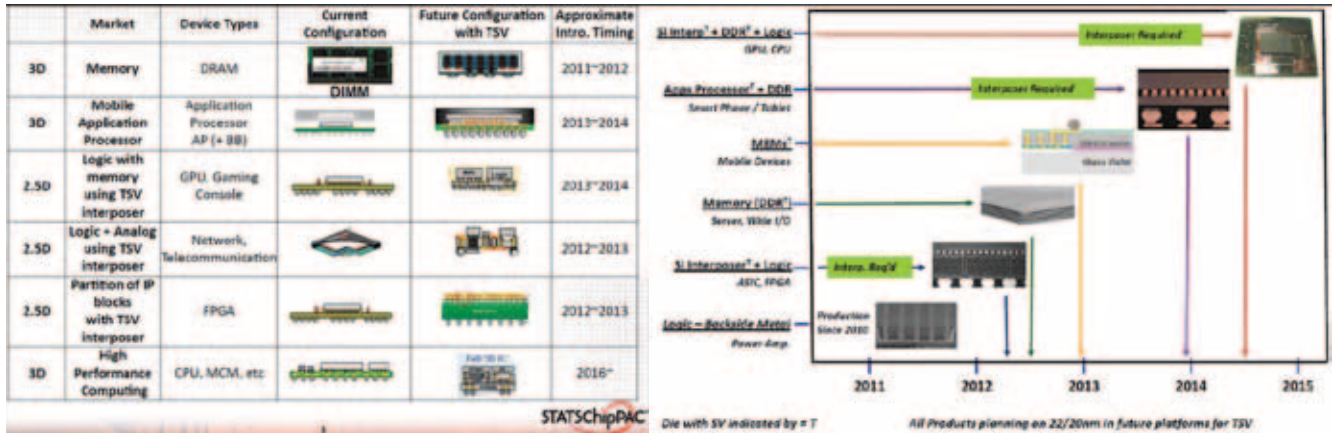 Market
Device Types
Current
Configuration
Future Configuration
with TSV
Approximate
Intro. Timing
3D
Memory
DRAM
DIMM
2011~2012
3D
Mobile
Application
Processor
Application
Processor
AP (+ BB)
2013~2014
2.5D
Logic with
memory
using TSV
interposer
GPU, Gaming
Console
2013~2014
2.5D
Logic + Analog
using TSV
interposer
Network,
Telecommunication
2012~2013
2.5D
Partition of IP
blocks
with TSV
interposer
FPGA
2012~2013
3D
High
Performance
Computing
CPU, MCM, etc
2016~
STATSChipPAC
Si Interp T + DDR T + Logic
GPU, CPU
Interposer Required
Apps Processor T + DDR
Smart Phone / Tablet
Interposer Required
MEMs T
Mobile Devices
Memory (DDR T)
Server, Wide I/O
Si Interposer T + Logic
ASIC, FPGA
Interp. Req'd
Logic – Backside Metal
Power Amp.
Production
Since 2010
2011
2012
2013
2014
2015
Die with SV indicated by = T
All Products planning on 22/20nm in future platforms for TSV